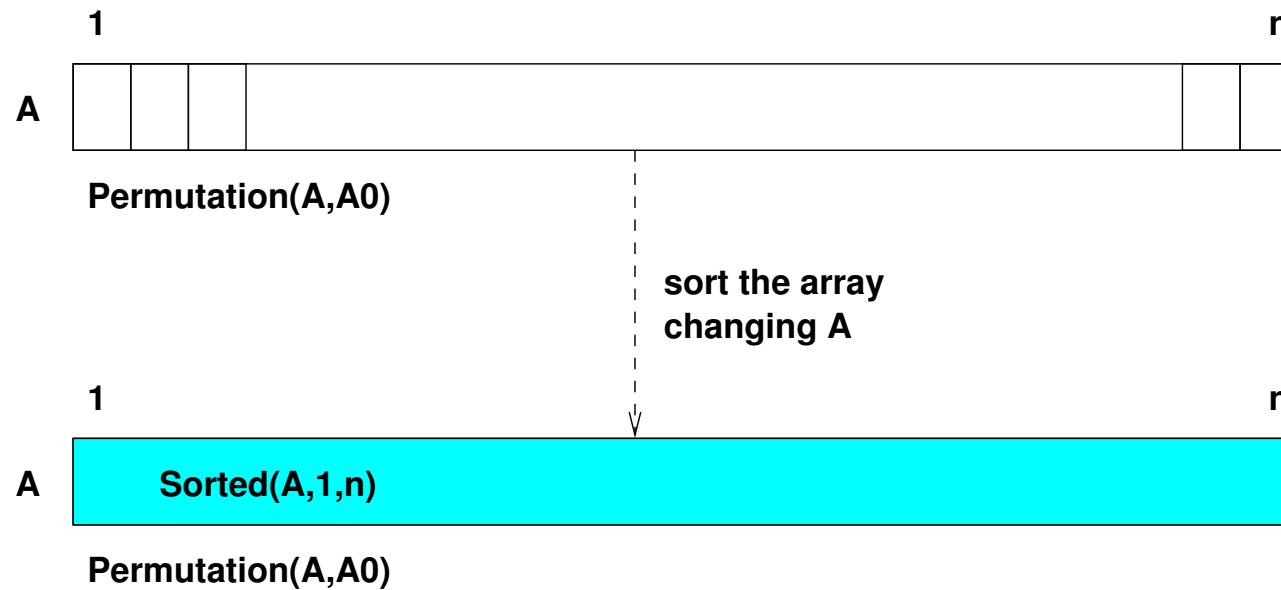 1 n
A
Permutation(A,A0)
sort the array
changing A
1 n
A Sorted(A,1,n)
Permutation(A,A0)